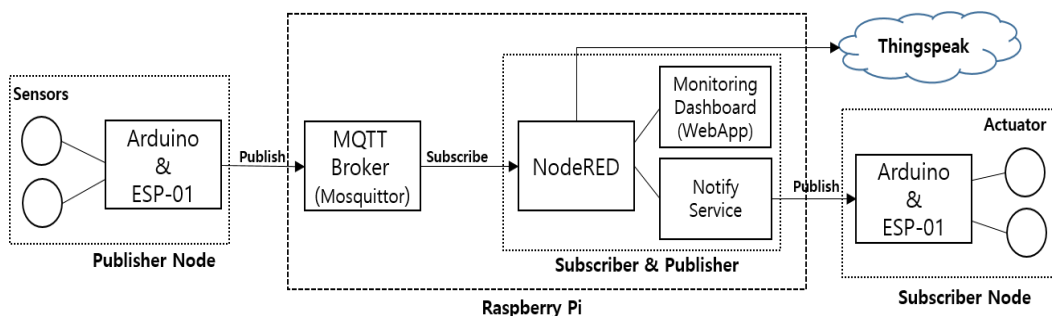 Thingspeak
Sensors
Arduino
&
ESP-01
Publisher Node
Publish
MQTT
Broker
(Mosquittor)
Subscribe
NodeRED
Monitoring
Dashboard
(WebApp)
Notify
Service
Subscriber & Publisher
Raspberry Pi
Publish
Actuator
Arduino
&
ESP-01
Subscriber Node